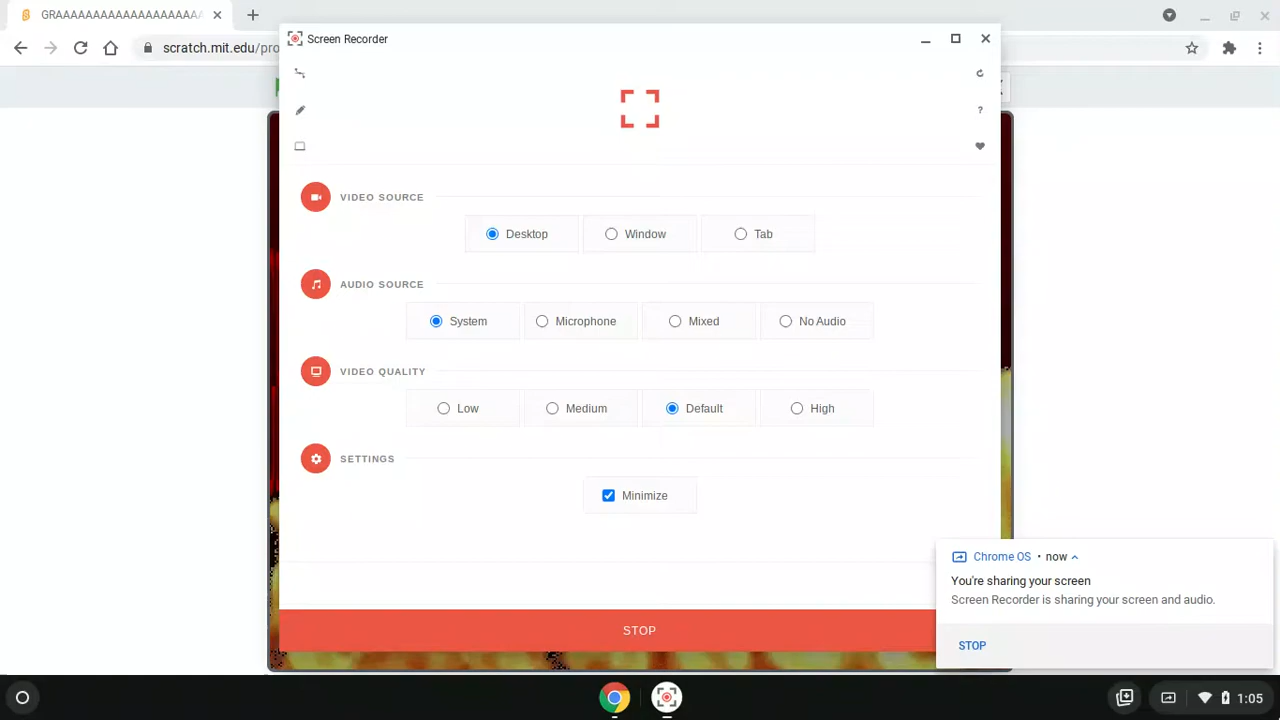 GRAAAAAAAAAAAAAAAAAAA
scratch.mit.edu/pro
Screen Recorder
?
VIDEO SOURCE
Desktop
Window
Tab
AUDIO SOURCE
System
Microphone
Mixed
No Audio
VIDEO QUALITY
Low
Medium
Default
High
SETTINGS
Minimize
STOP
Chrome OS • now
You're sharing your screen
Screen Recorder is sharing your screen and audio.
STOP
1:05